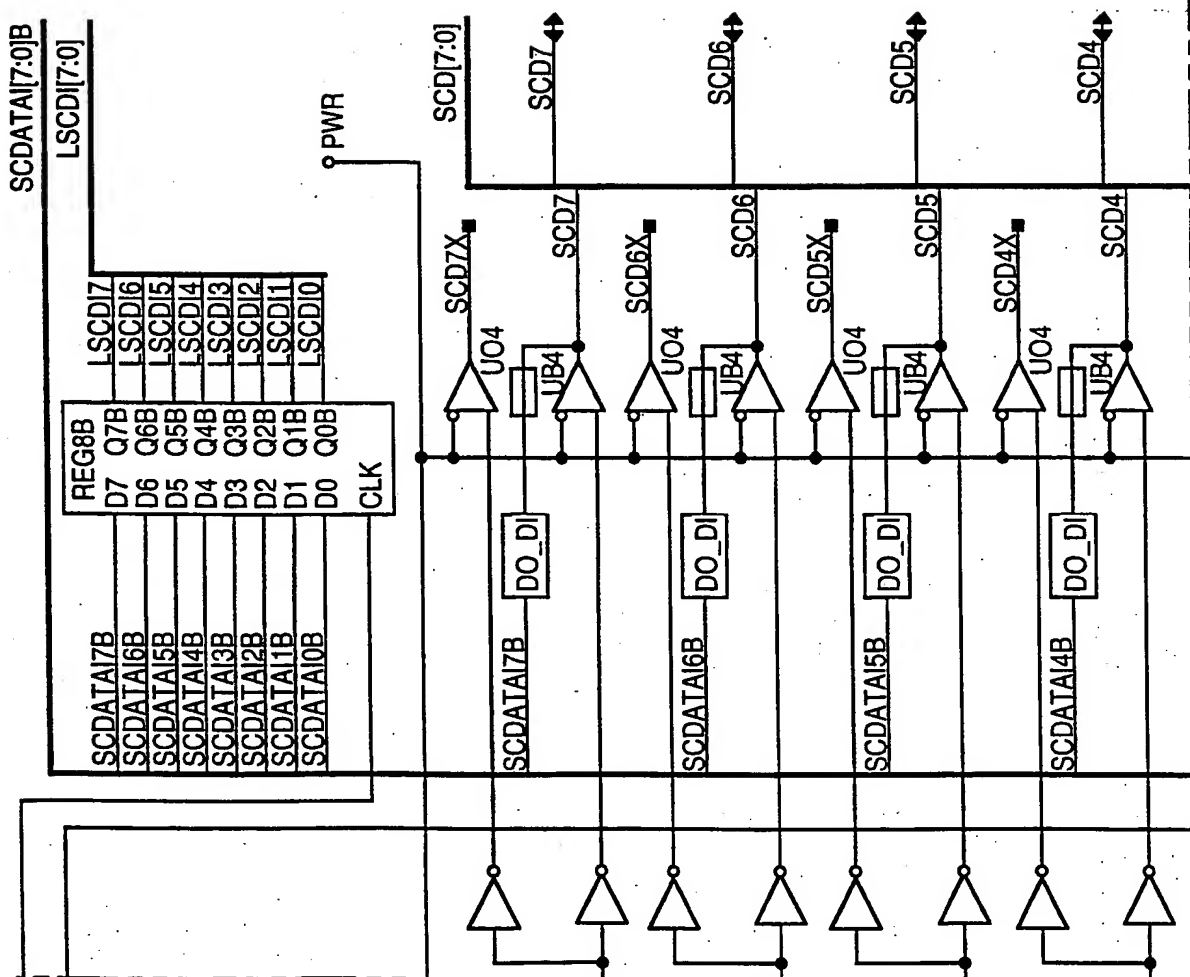 SCDATAI[7:0]B
LSCDI[7:0]
REG8B
SCDATAI7B D7 Q7B LSCDI7
SCDATAI6B D6 Q6B LSCDI6
SCDATAI5B D5 Q5B LSCDI5
SCDATAI4B D4 Q4B LSCDI4
SCDATAI3B D3 Q3B LSCDI3
SCDATAI2B D2 Q2B LSCDI2
SCDATAI1B D1 Q1B LSCDI1
SCDATAI0B D0 Q0B LSCDI0
CLK
PWR
SCD[7:0]
SCD7X
UO4
SCD7
SCDATAI7B DO_DI UB4 SCD7
SCD6X
UO4
SCD6
SCDATAI6B DO_DI UB4 SCD6
SCD5X
UO4
SCD5
SCDATAI5B DO_DI UB4 SCD5
SCD4X
UO4
SCD4
SCDATAI4B DO_DI UB4 SCD4